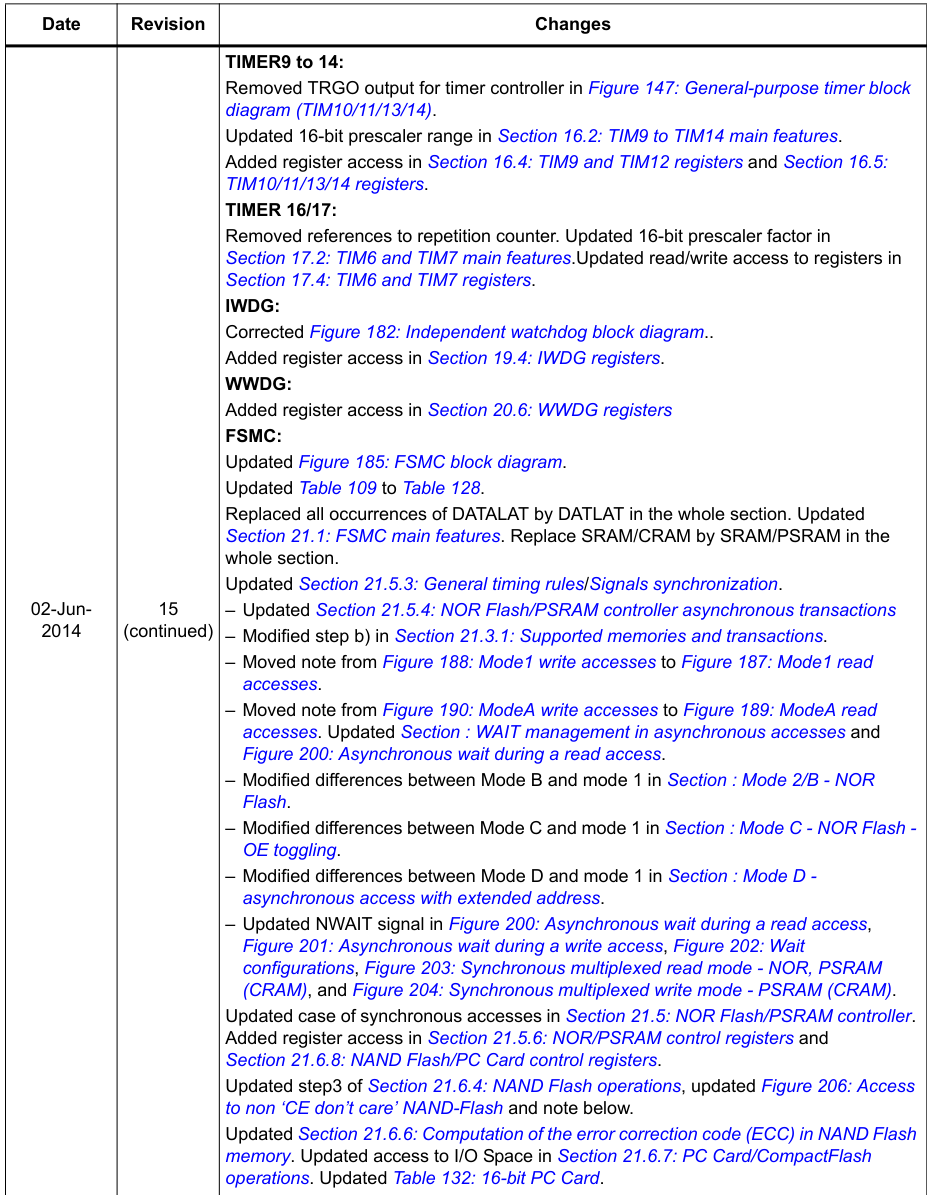 Date Revision Changes
TIMER9 to 14:
Removed TRGO output for timer controller in Figure 147: General-purpose timer block
diagram (TIM10/11/13/14).
Updated 16-bit prescaler range in Section 16.2: TIM9 to TIM14 main features.
Added register access in Section 16.4: TIM9 and TIM12 registers and Section 16.5:
TIM10/11/13/14 registers.
TIMER 16/17:
Removed references to repetition counter. Updated 16-bit prescaler factor in
Section 17.2: TIM6 and TIM7 main features.Updated read/write access to registers in
Section 17.4: TIM6 and TIM7 registers.
IWDG:
Corrected Figure 182: Independent watchdog block diagram..
Added register access in Section 19.4: IWDG registers.
WWDG:
Added register access in Section 20.6: WWDG registers
FSMC:
Updated Figure 185: FSMC block diagram.
Updated Table 109 to Table 128.
Replaced all occurrences of DATALAT by DATLAT in the whole section. Updated
Section 21.1: FSMC main features. Replace SRAM/CRAM by SRAM/PSRAM in the
whole section.
Updated Section 21.5.3: General timing rules/Signals synchronization.
02-Jun-
2014
15
(continued)
– Updated Section 21.5.4: NOR Flash/PSRAM controller asynchronous transactions
– Modified step b) in Section 21.3.1: Supported memories and transactions.
– Moved note from Figure 188: Mode1 write accesses to Figure 187: Mode1 read
accesses.
– Moved note from Figure 190: ModeA write accesses to Figure 189: ModeA read
accesses. Updated Section : WAIT management in asynchronous accesses and
Figure 200: Asynchronous wait during a read access.
– Modified differences between Mode B and mode 1 in Section : Mode 2/B - NOR
Flash.
– Modified differences between Mode C and mode 1 in Section : Mode C - NOR Flash -
OE toggling.
– Modified differences between Mode D and mode 1 in Section : Mode D -
asynchronous access with extended address.
– Updated NWAIT signal in Figure 200: Asynchronous wait during a read access,
Figure 201: Asynchronous wait during a write access, Figure 202: Wait
configurations, Figure 203: Synchronous multiplexed read mode - NOR, PSRAM
(CRAM), and Figure 204: Synchronous multiplexed write mode - PSRAM (CRAM).
Updated case of synchronous accesses in Section 21.5: NOR Flash/PSRAM controller.
Added register access in Section 21.5.6: NOR/PSRAM control registers and
Section 21.6.8: NAND Flash/PC Card control registers.
Updated step3 of Section 21.6.4: NAND Flash operations, updated Figure 206: Access
to non ‘CE don’t care’ NAND-Flash and note below.
Updated Section 21.6.6: Computation of the error correction code (ECC) in NAND Flash
memory. Updated access to I/O Space in Section 21.6.7: PC Card/CompactFlash
operations. Updated Table 132: 16-bit PC Card.